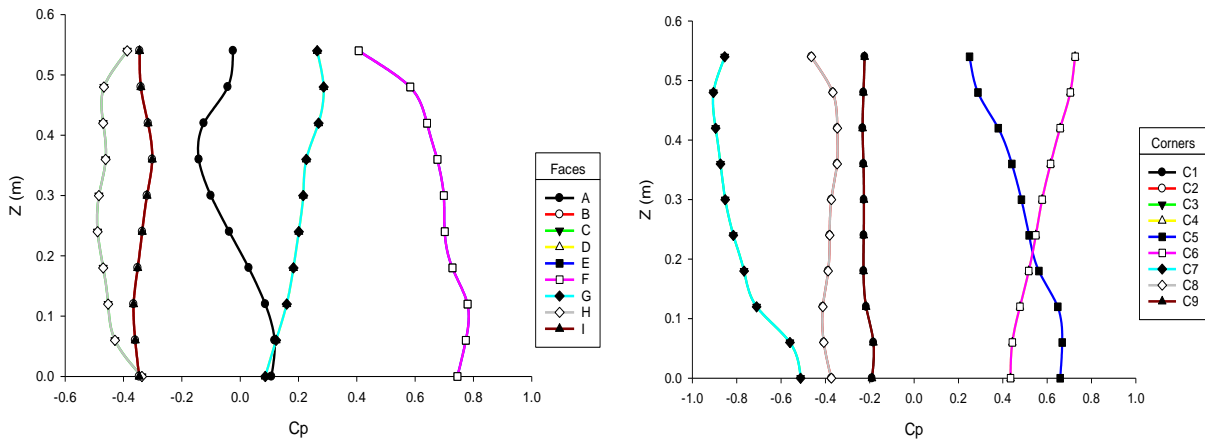 0.6
0.5
0.4
0.3
0.2
0.1
0.0
Z (m)
-0.6 -0.4 -0.2 0.0 0.2 0.4 0.6 0.8 1.0
Cp
Faces
A
B
C
D
E
F
G
H
I
0.6
0.5
0.4
0.3
0.2
0.1
0.0
Z (m)
-1.0 -0.8 -0.6 -0.4 -0.2 0.0 0.2 0.4 0.6 0.8 1.0
Cp
Corners
C1
C2
C3
C4
C5
C6
C7
C8
C9